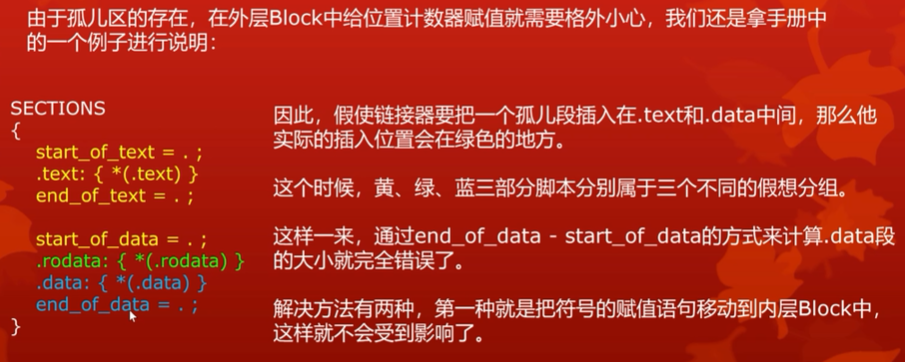 由于孤儿区的存在，在外层Block中给位置计数器赋值就需要格外小心，我们还是拿手册中
的一个例子进行说明：
SECTIONS
{
start_of_text = . ;
.text: { *(.text) }
end_of_text = . ;
start_of_data = . ;
.rodata: { *(.rodata) }
.data: { *(.data) }
end_of_data = . ;
}
因此，假使链接器要把一个孤儿段插入在.text和.data中间，那么他
实际的插入位置会在绿色的地方。
这个时候，黄、绿、蓝三部分脚本分别属于三个不同的假想分组。
这样一来，通过end_of_data - start_of_data的方式来计算.data段
的大小就完全错误了。
解决方法有两种，第一种就是把符号的赋值语句移动到内层Block中，
这样就不会受到影响了。